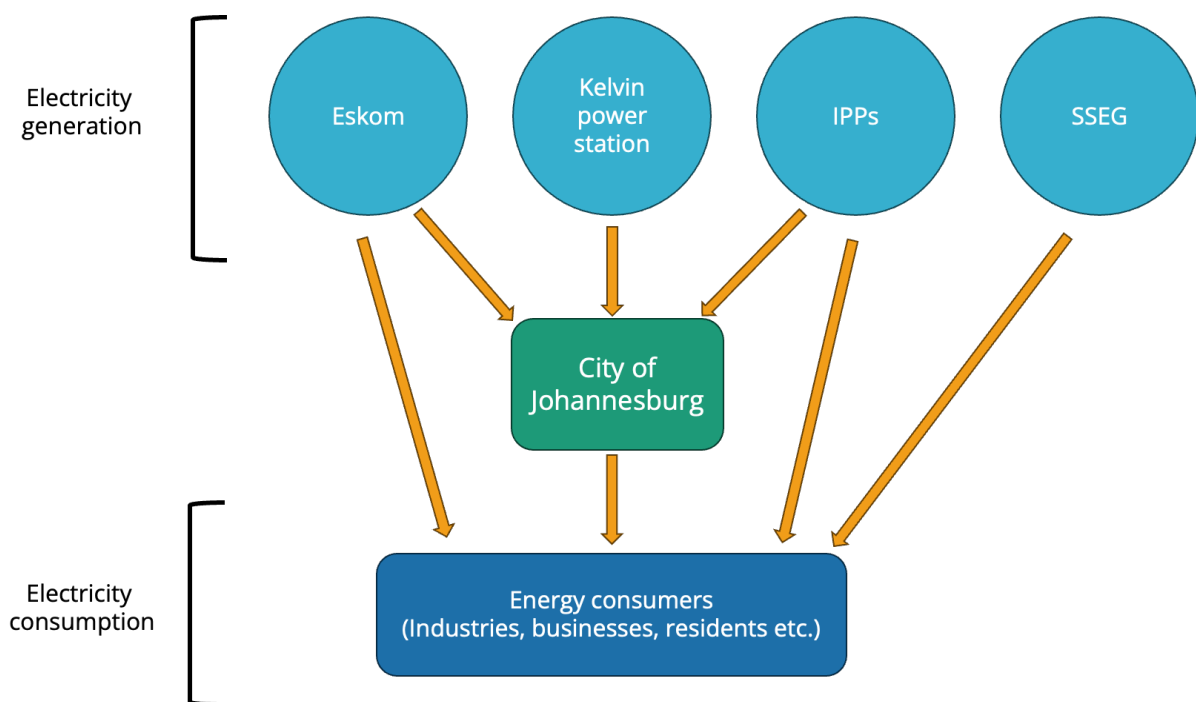 Electricity
generation
Eskom
Kelvin
power
station
IPPs
SSEG
City of
Johannesburg
Electricity
consumption
Energy consumers
(Industries, businesses, residents etc.)